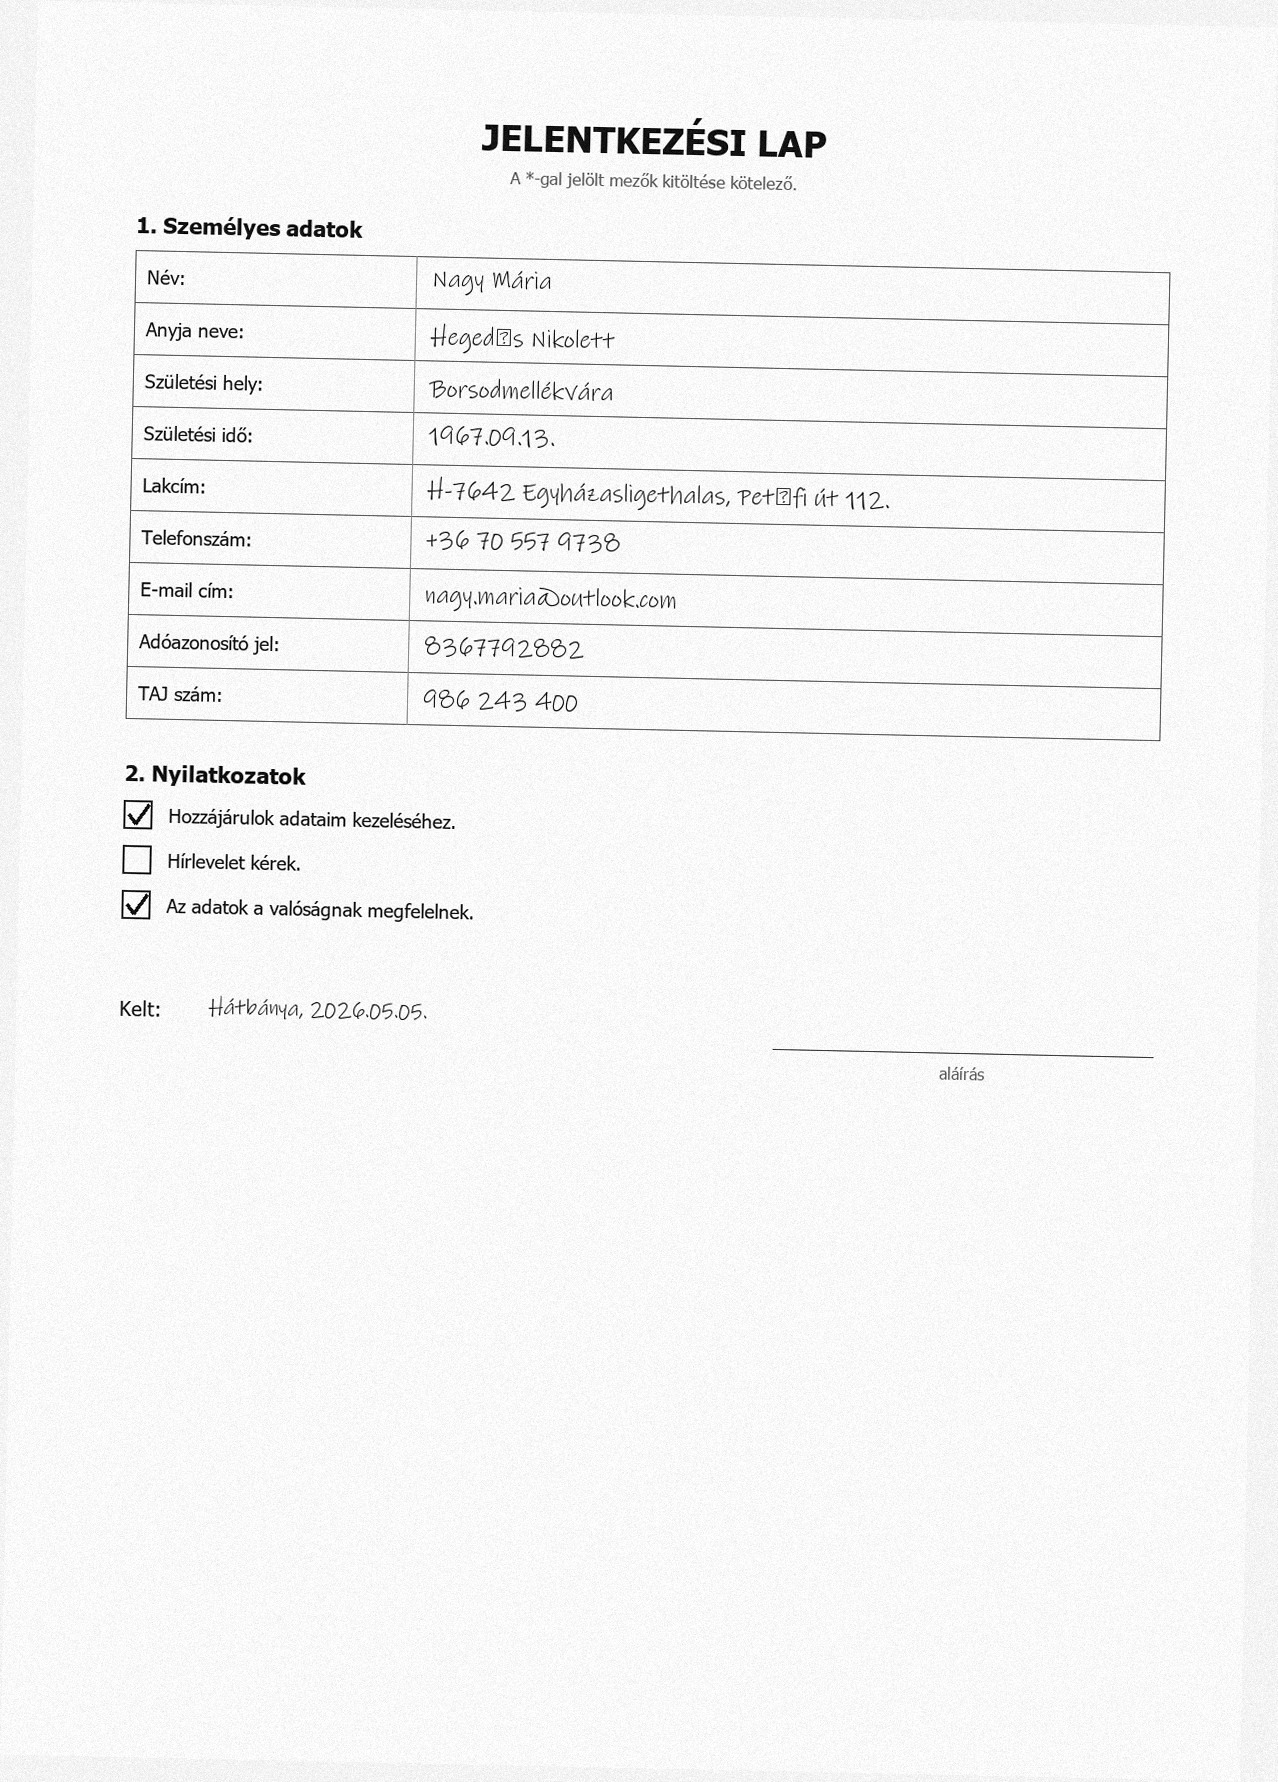 JELENTKEZÉSI LAP
A *-gal jelölt mezők kitöltése kötelező.
1. Személyes adatok
Név: Nagy Mária
Anyja neve: Heged⍰s Nikolett
Születési hely: Borsodmellékvára
Születési idő: 1967.09.13.
Lakcím: H-7642 Egyházasligethalas, Pet⍰fi út 112.
Telefonszám: +36 70 557 9738
E-mail cím: nagy.maria@outlook.com
Adóazonosító jel: 8367792882
TAJ szám: 986 243 400
2. Nyilatkozatok
Hozzájárulok adataim kezeléséhez.
Hírlevelet kérek.
Az adatok a valóságnak megfelelnek.
Kelt: Hátbánya, 2026.05.05.
aláírás